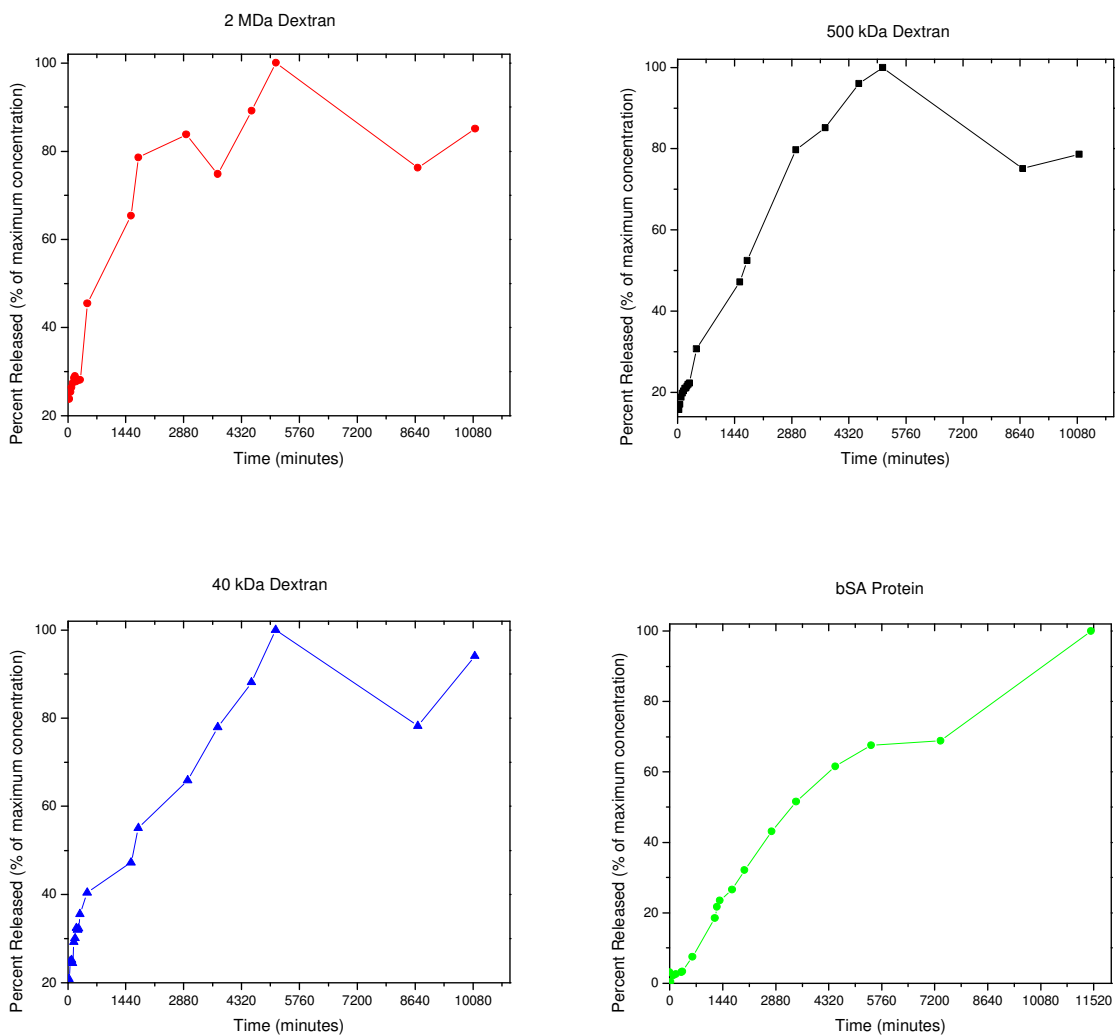 2 MDa Dextran
Percent Released (% of maximum concentration)
100
80
60
40
20
0 1440 2880 4320 5760 7200 8640 10080
Time (minutes)
500 kDa Dextran
Percent Released (% of maximum concentration)
100
80
60
40
20
0 1440 2880 4320 5760 7200 8640 10080
Time (minutes)
40 kDa Dextran
Percent Released (% of maximum concentration)
100
80
60
40
20
0 1440 2880 4320 5760 7200 8640 10080
Time (minutes)
bSA Protein
Percent Released (% of maximum concentration)
100
80
60
40
20
0
0 1440 2880 4320 5760 7200 8640 10080 11520
Time (minutes)